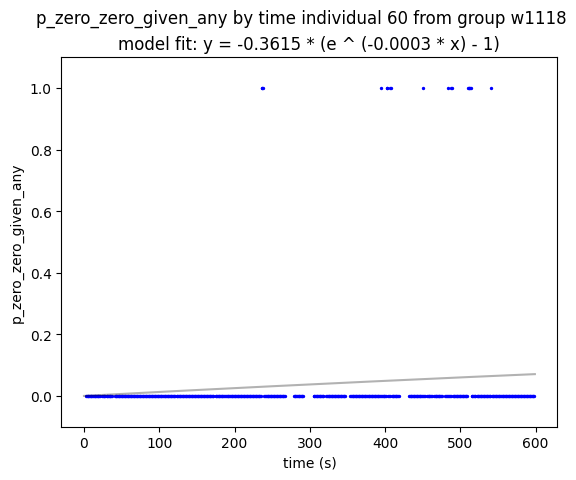 p_zero_zero_given_any by time individual 60 from group w1118
model fit: y = -0.3615 * (e ^ (-0.0003 * x) - 1)
1.0
0.8
0.6
0.4
0.2
0.0
p_zero_zero_given_any
0 100 200 300 400 500 600
time (s)